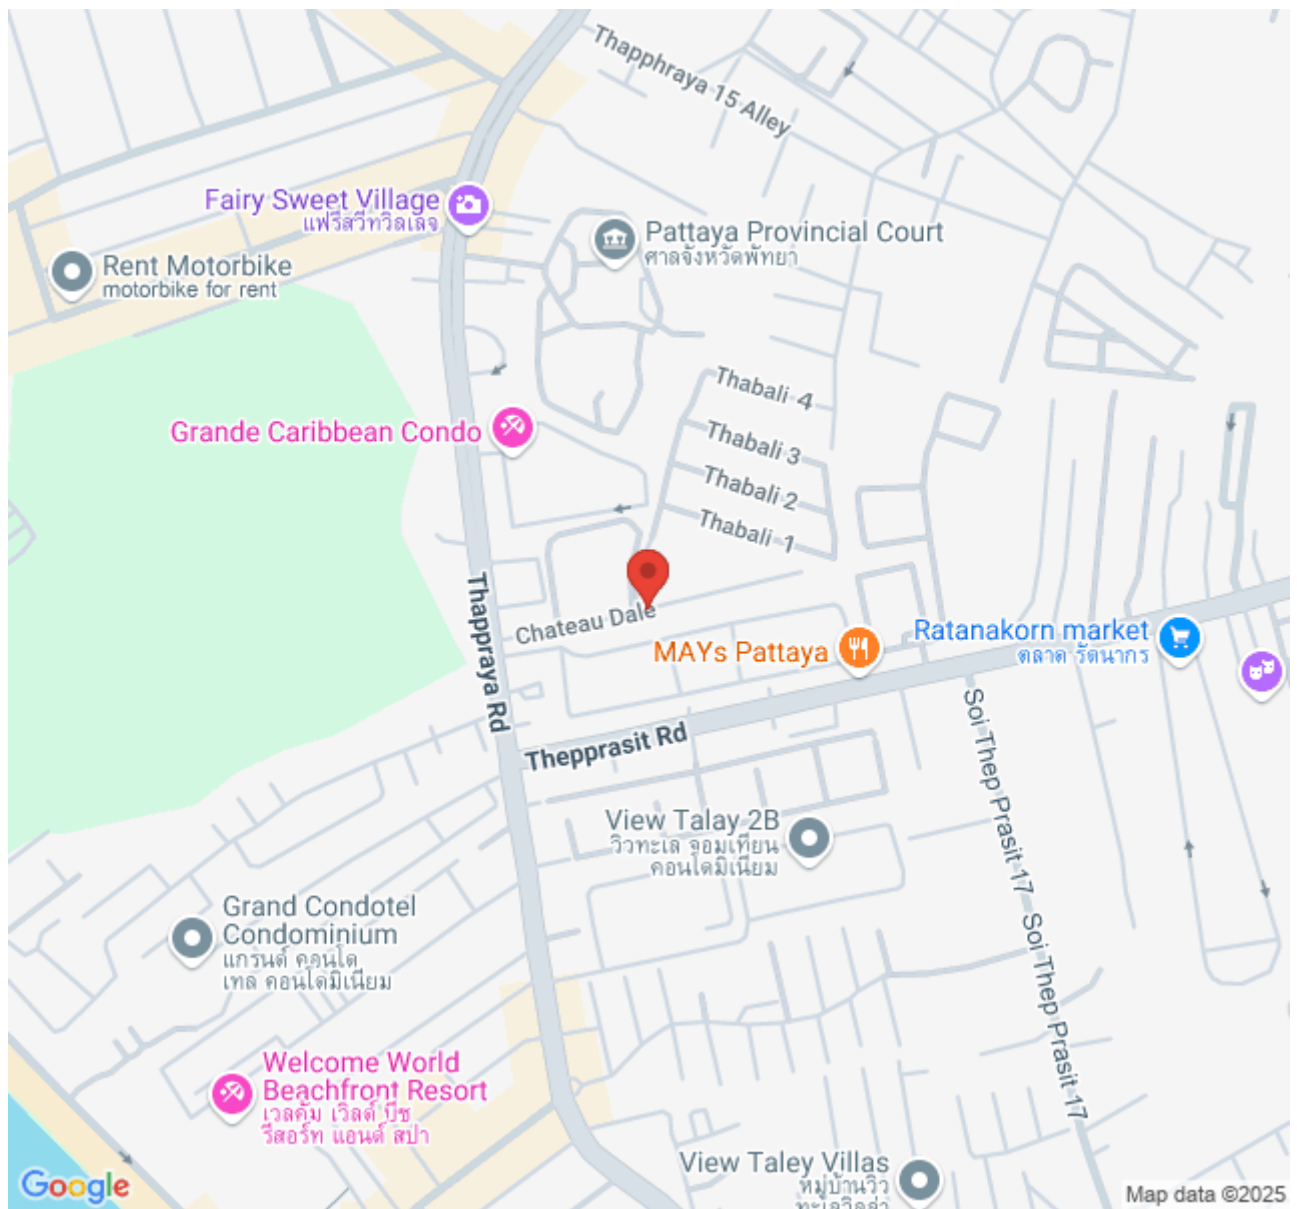 Thapphraya 15 Alley
Fairy Sweet Village
แฟรีสวีทวิลเลจ
Pattaya Provincial Court
ศาลจังหวัดพัทยา
Rent Motorbike
motorbike for rent
Thabali 4
Grande Caribbean Condo
Thabali 3
Thabali 2
Thabali 1
Thappraya Rd
Chateau Dale
MAYs Pattaya
Ratanakorn market
ตลาด รัตนากร
Thepprasit Rd
Soi Thep Prasit 17
View Talay 2B
วิวทะเล จอมเทียน
คอนโดมิเนียม
Grand Condotel
Condominium
แกรนด์ คอนโด
เทล คอนโดมิเนียม
Soi Thep Prasit 17
Welcome World
Beachfront Resort
เวลคัม เวิลด์ บีช
รีสอร์ท แอนด์ สปา
View Taley Villas
หมู่บ้านวิว
ทะเลวิลล่า
Google
Map data ©2025